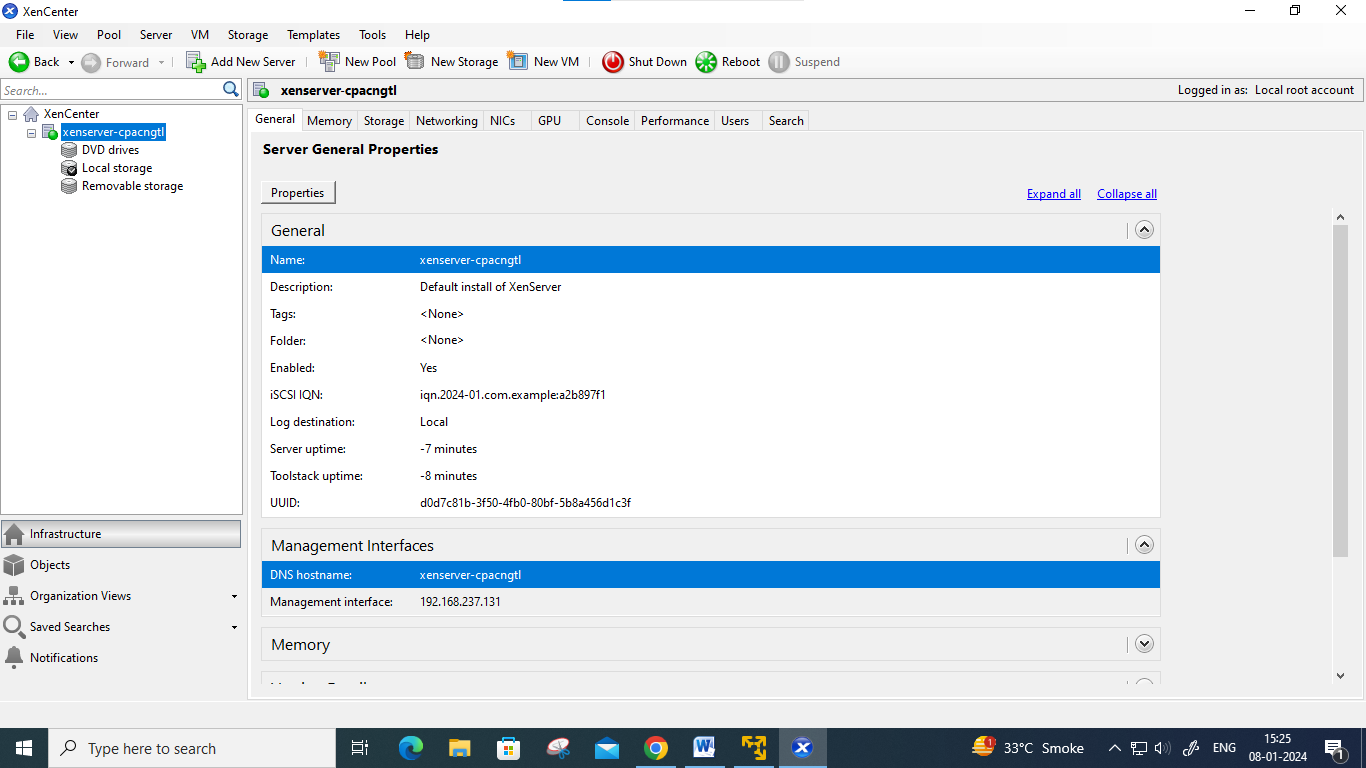 XenCenter
File View Pool Server VM Storage Templates Tools Help
Back Forward Add New Server New Pool New Storage New VM Shut Down Reboot Suspend
Search...
xenserver-cpacngtl Logged in as: Local root account
XenCenter
xenserver-cpacngtl
DVD drives
Local storage
Removable storage
Infrastructure
Objects
Organization Views
Saved Searches
Notifications
General Memory Storage Networking NICs GPU Console Performance Users Search
Server General Properties
Properties Expand all Collapse all
General
Name: xenserver-cpacngtl
Description: Default install of XenServer
Tags: <None>
Folder: <None>
Enabled: Yes
iSCSI IQN: iqn.2024-01.com.example:a2b897f1
Log destination: Local
Server uptime: -7 minutes
Toolstack uptime: -8 minutes
UUID: d0d7c81b-3f50-4fb0-80bf-5b8a456d1c3f
Management Interfaces
DNS hostname: xenserver-cpacngtl
Management interface: 192.168.237.131
Memory
Type here to search
33°C Smoke
ENG
15:25
08-01-2024
1